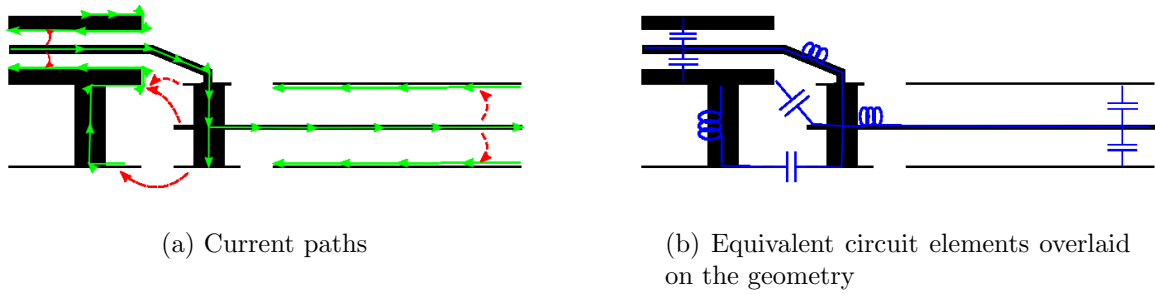 (a) Current paths
(b) Equivalent circuit elements overlaid
on the geometry